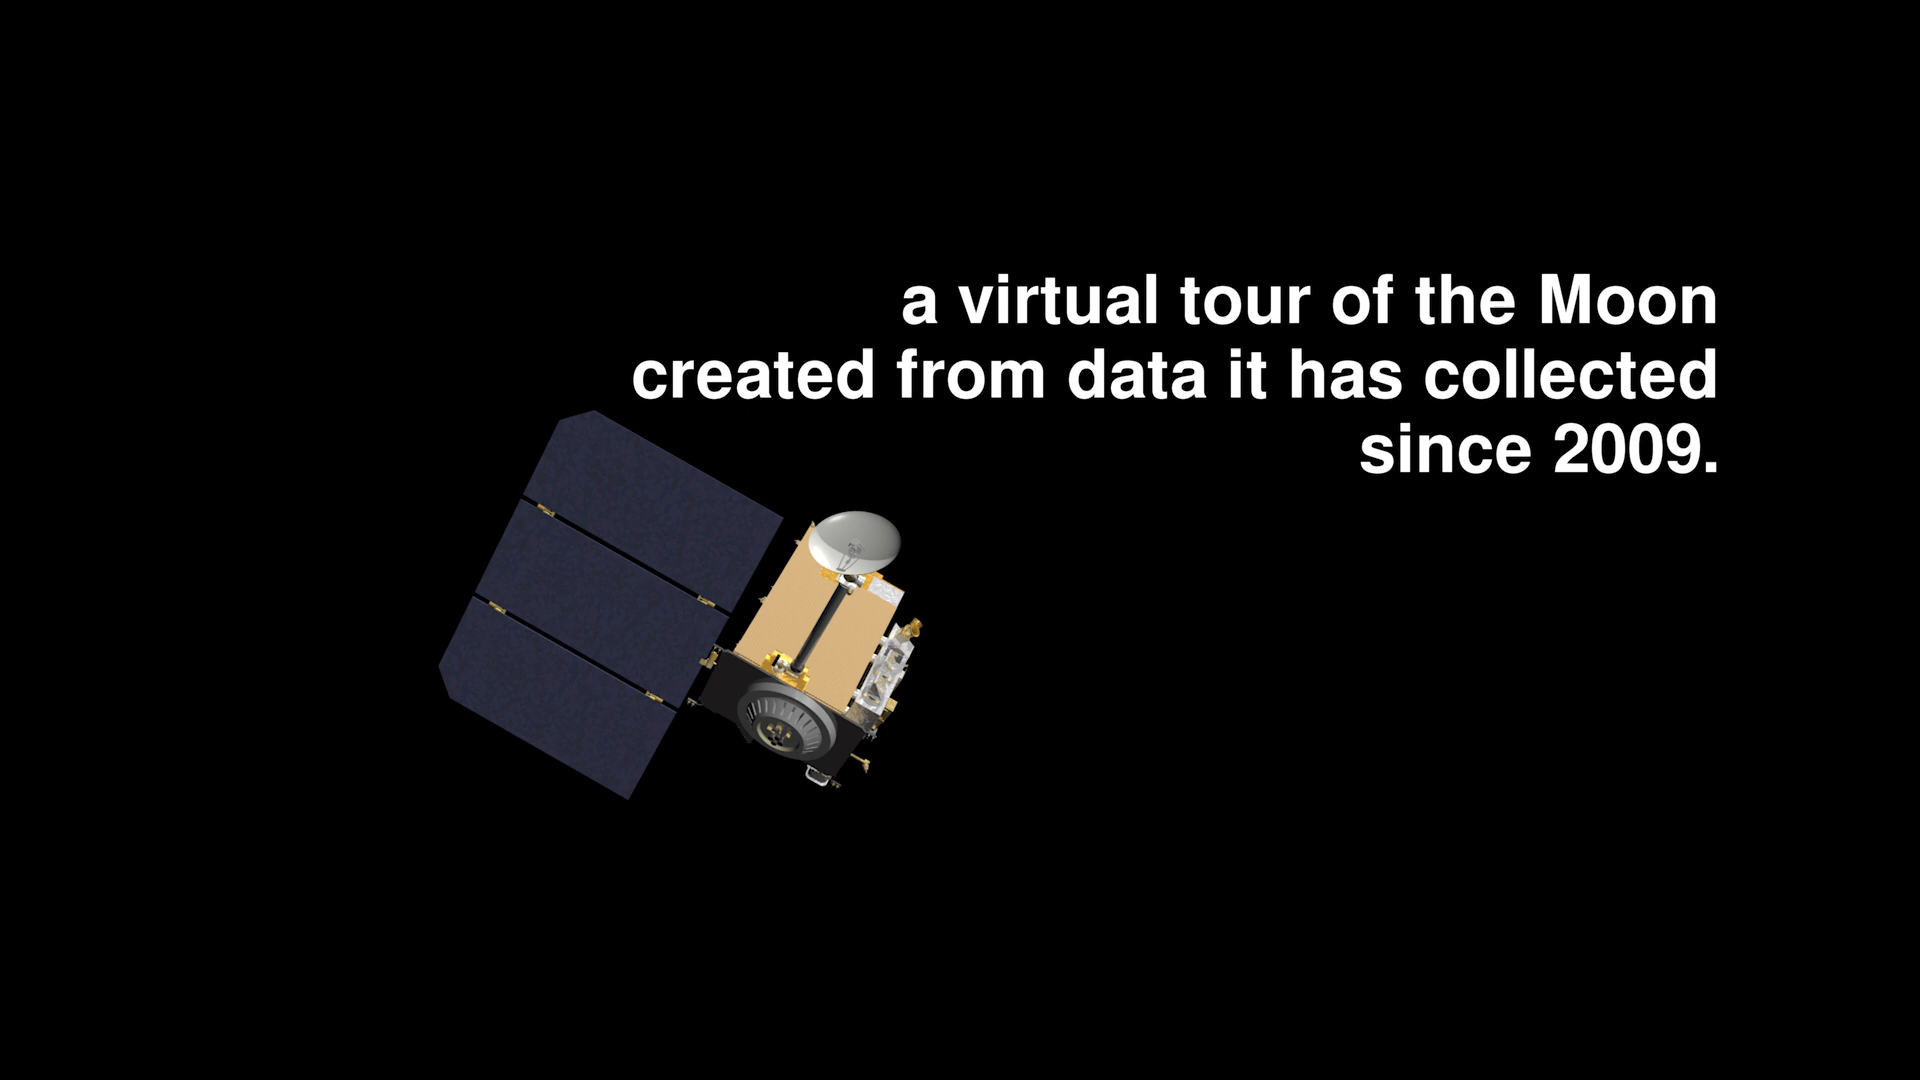 a virtual tour of the Moon
created from data it has collected
since 2009.